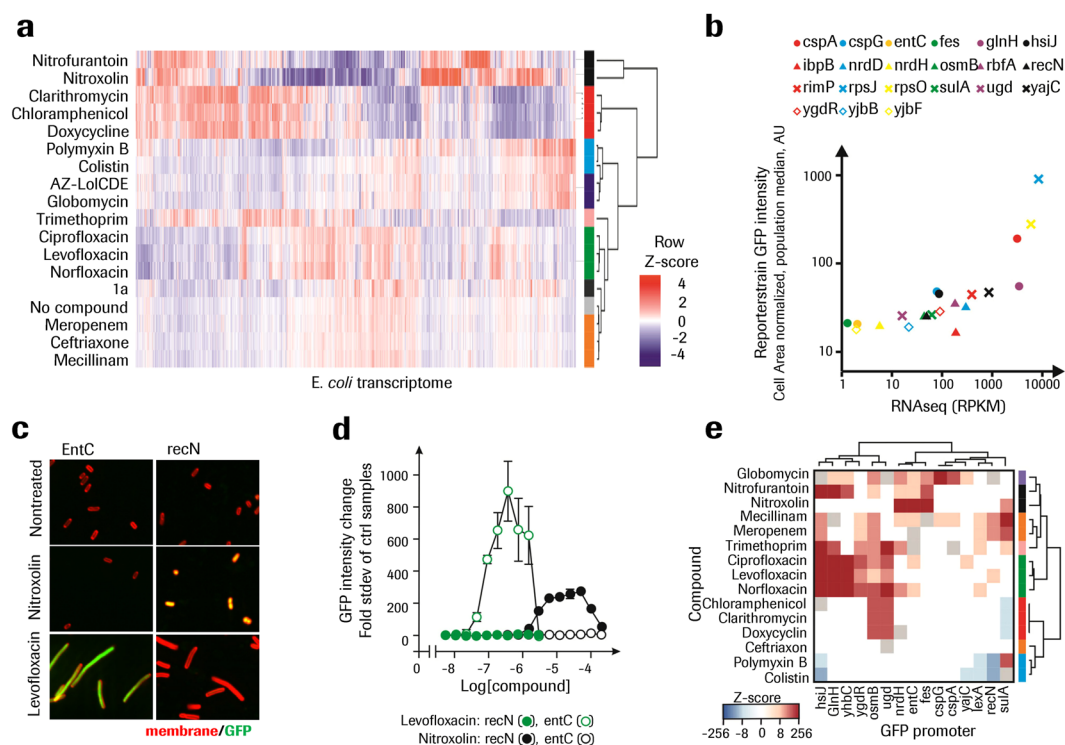 a
Nitrofurantoin
Nitroxolin
Clarithromycin
Chloramphenicol
Doxycycline
Polymyxin B
Colistin
AZ-LolCDE
Globomycin
Trimethoprim
Ciprofloxacin
Levofloxacin
Norfloxacin
1a
No compound
Meropenem
Ceftriaxone
Mecillinam
E. coli transcriptome
Row
Z-score
4
2
0
-2
-4
b
cspA cspG entC fes glnH hsiJ
ibpB nrdD nrdH osmB rbfA recN
rimP rpsJ rpsO sulA ugd yajC
ygdR yjbB yjbF
Reporterstrain GFP intensity
Cell Area normalized, population median, AU
1000
100
10
1 10 100 1000 10000
RNAseq (RPKM)
c
EntC recN
Nontreated
Nitroxolin
Levofloxacin
membrane/GFP
d
GFP intensity change
Fold stdev of ctrl samples
1000
800
600
400
200
0
0 -8 -7 -6 -5 -4
Log[compound]
Levofloxacin: recN ( ), entC ( )
Nitroxolin: recN ( ), entC ( )
e
Compound
Globomycin
Nitrofurantoin
Nitroxolin
Mecillinam
Meropenem
Trimethoprim
Ciprofloxacin
Levofloxacin
Norfloxacin
Chloramphenicol
Clarithromycin
Doxycyclin
Ceftriaxon
Polymyxin B
Colistin
hsiJ GlnH yhbC ygdR osmB ugd nrdH entC fes cspG cspA yajC lexA recN sulA
GFP promoter
Z-score
-256 -8 8 256